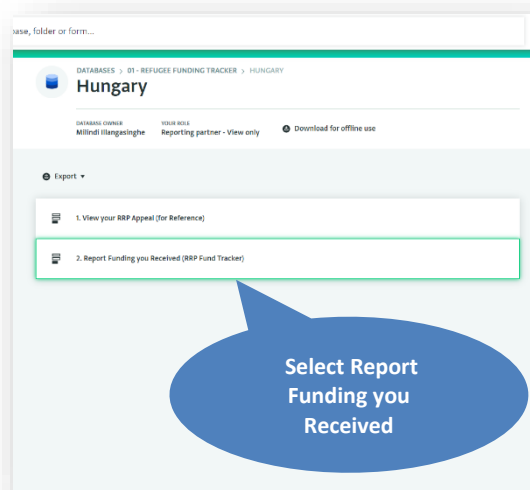 ase, folder or form...
DATABASES > 01 - REFUGEE FUNDING TRACKER > HUNGARY
Hungary
DATABASE OWNER
Milindi Illangasinghe
YOUR ROLE
Reporting partner - View only
Download for offline use
Export ▾
1. View your RRP Appeal (for Reference)
2. Report Funding you Received (RRP Fund Tracker)
Select Report
Funding you
Received